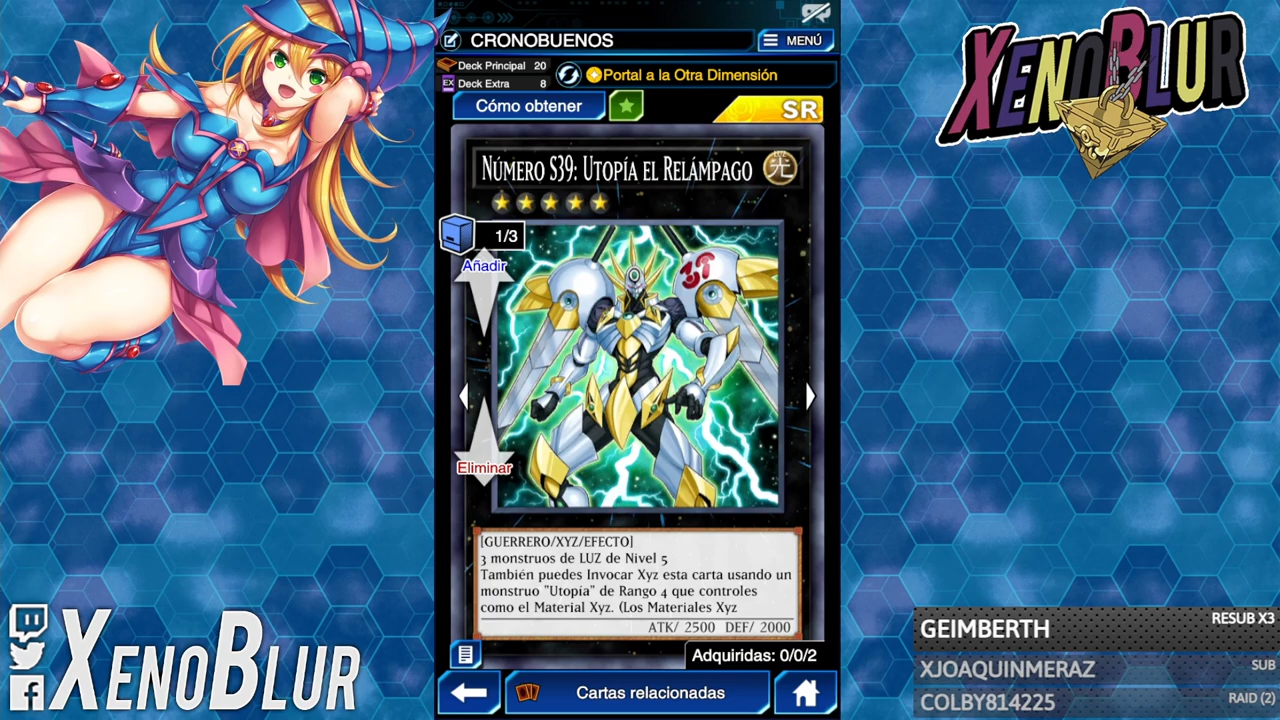 CRONOBUENOS
MENÚ
Deck Principal 20
EX Deck Extra 8
Portal a la Otra Dimensión
Cómo obtener
SR
Número S39: Utopía el Relámpago
光
1/3
Añadir
39
Eliminar
[GUERRERO/XYZ/EFECTO]
3 monstruos de LUZ de Nivel 5
También puedes Invocar Xyz esta carta usando un
monstruo "Utopía" de Rango 4 que controles
como el Material Xyz. (Los Materiales Xyz
ATK/ 2500 DEF/ 2000
Adquiridas: 0/0/2
Cartas relacionadas
XENOBLUR
XENOBLUR
GEIMBERTH RESUB X3
XJOAQUINMERAZ SUB
COLBY814225 RAID (2)